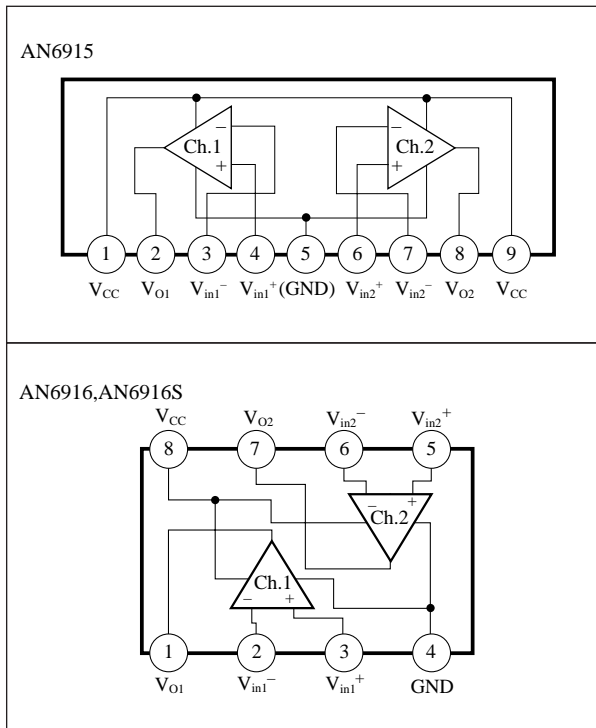 AN6915
− −
Ch.1 Ch.2
+ +
1 2 3 4 5 6 7 8 9
VCC VO1 Vin1− Vin1+ (GND) Vin2+ Vin2− VO2 VCC
AN6916,AN6916S
VCC VO2 Vin2− Vin2+
8 7 6 5
− +
Ch.2
Ch.1
− +
1 2 3 4
VO1 Vin1− Vin1+ GND